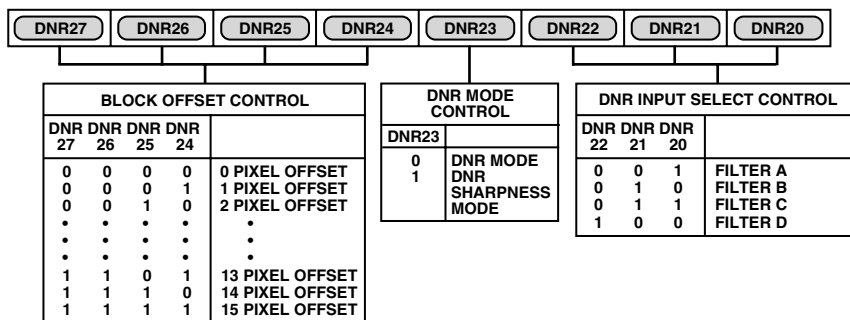 DNR27 DNR26 DNR25 DNR24 DNR23 DNR22 DNR21 DNR20
BLOCK OFFSET CONTROL
DNR DNR DNR DNR
27 26 25 24
0 0 0 0 0 PIXEL OFFSET
0 0 0 1 1 PIXEL OFFSET
0 0 1 0 2 PIXEL OFFSET
• • • • •
• • • • •
• • • • •
1 1 0 1 13 PIXEL OFFSET
1 1 1 0 14 PIXEL OFFSET
1 1 1 1 15 PIXEL OFFSET
DNR MODE
CONTROL
DNR23
0 DNR MODE
1 DNR
SHARPNESS
MODE
DNR INPUT SELECT CONTROL
DNR DNR DNR
22 21 20
0 0 1 FILTER A
0 1 0 FILTER B
0 1 1 FILTER C
1 0 0 FILTER D